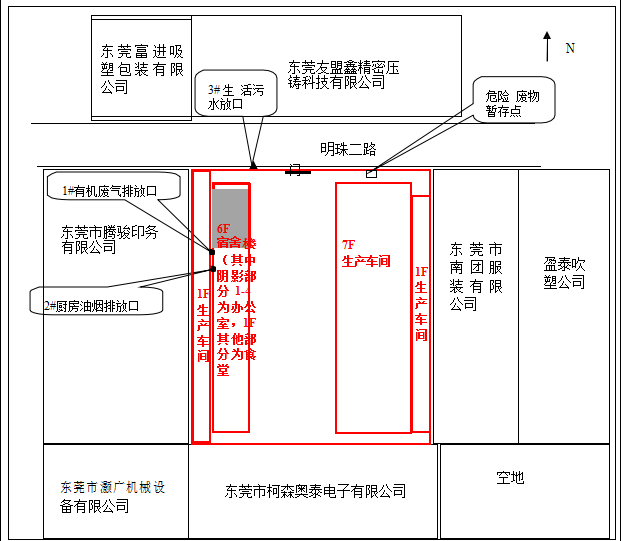 东莞富进吸
塑包装有限
公司
东莞友盟鑫精密压
铸科技有限公司
N
3#生 活污
水放口
危险 废物
暂存点
明珠二路
门
1#有机废气排放口
东莞市腾骏印务
有限公司
2#厨房油烟排放口
1F
生
产
车
间
6F
宿舍楼
（其中
阴影部
分 1-4
为办公
室，1F
其他部
分为食
堂
7F
生产车间
1F
生
产
车
间
东莞市
南团服
装有限
公司
盈泰吹
塑公司
东莞市灏广机械设
备有限公司
东莞市柯森奥泰电子有限公司
空地